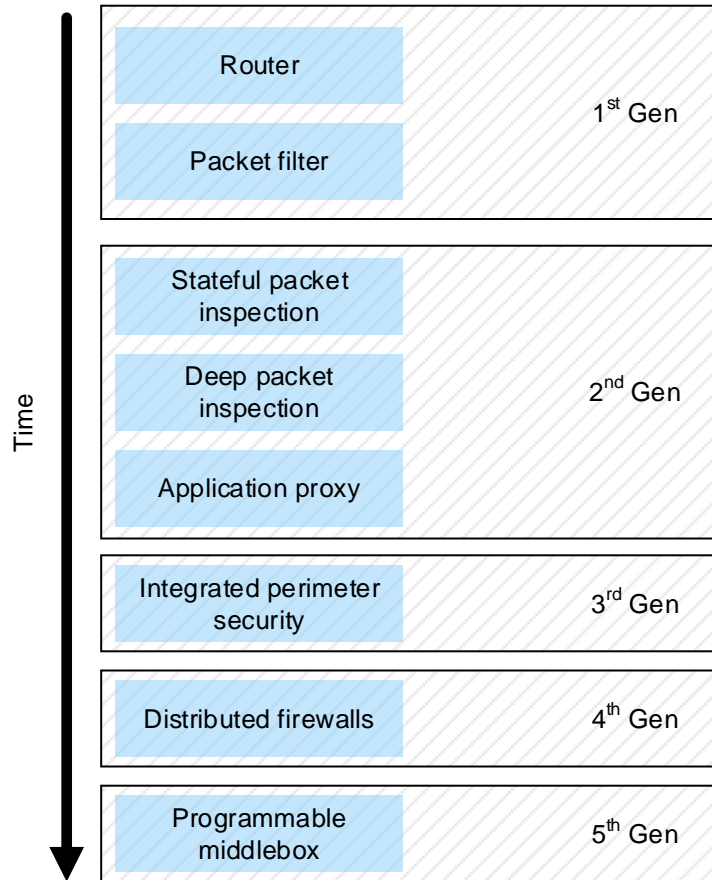 Time
Router
Packet filter
1st Gen
Stateful packet
inspection
Deep packet
inspection
Application proxy
2nd Gen
Integrated perimeter
security
3rd Gen
Distributed firewalls
4th Gen
Programmable
middlebox
5th Gen